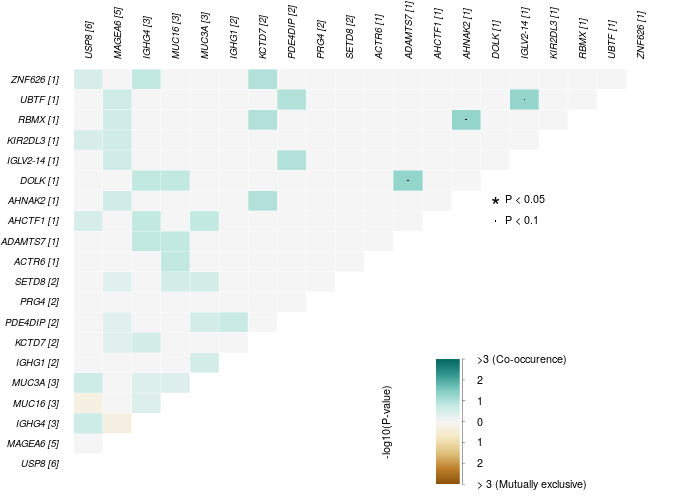 USP8 [6]
MAGEA6 [5]
IGHG4 [3]
MUC16 [3]
MUC3A [3]
IGHG1 [2]
KCTD7 [2]
PDE4DIP [2]
PRG4 [2]
SETD8 [2]
ACTR6 [1]
ADAMTS7 [1]
AHCTF1 [1]
AHNAK2 [1]
DOLK [1]
IGLV2-14 [1]
KIR2DL3 [1]
RBMX [1]
UBTF [1]
ZNF626 [1]
ZNF626 [1]
UBTF [1]
RBMX [1]
KIR2DL3 [1]
IGLV2-14 [1]
DOLK [1]
AHNAK2 [1]
* P < 0.05
AHCTF1 [1]
· P < 0.1
ADAMTS7 [1]
ACTR6 [1]
SETD8 [2]
PRG4 [2]
PDE4DIP [2]
KCTD7 [2]
IGHG1 [2]
MUC3A [3]
MUC16 [3]
IGHG4 [3]
MAGEA6 [5]
USP8 [6]
-log10(P-value)
>3 (Co-occurence)
2
1
0
1
2
> 3 (Mutually exclusive)